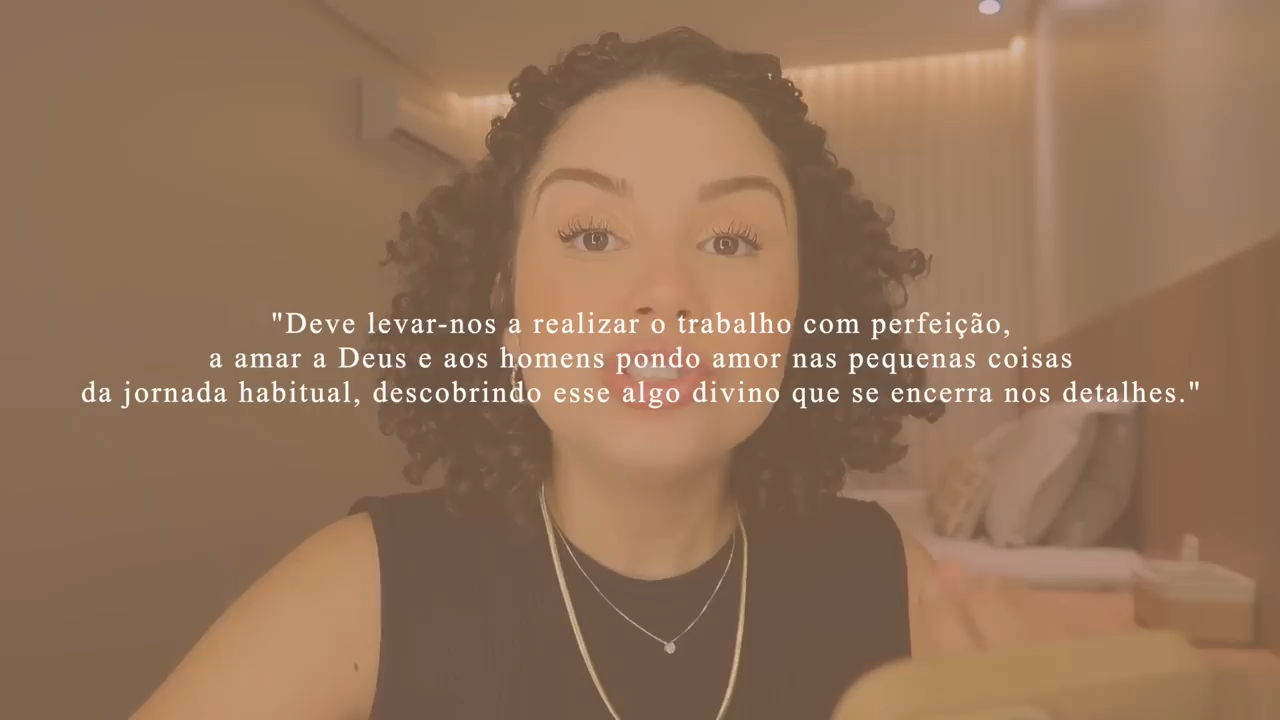 "Deve levar-nos a realizar o trabalho com perfeição,
a amar a Deus e aos homens pondo amor nas pequenas coisas
da jornada habitual, descobrindo esse algo divino que se encerra nos detalhes."